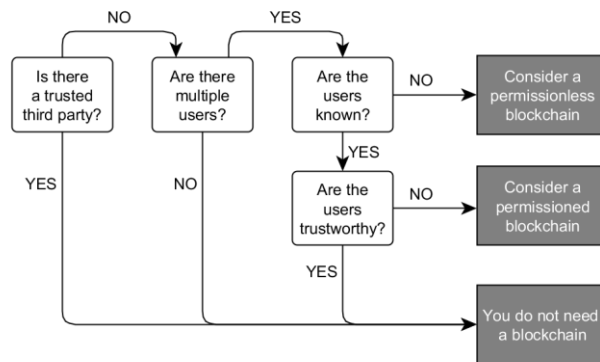 NO
YES
Is there
a trusted
third party?
Are there
multiple
users?
Are the
users
known?
NO
Consider a
permissionless
blockchain
YES
NO
YES
Are the
users
trustworthy?
NO
Consider a
permissioned
blockchain
YES
You do not need
a blockchain